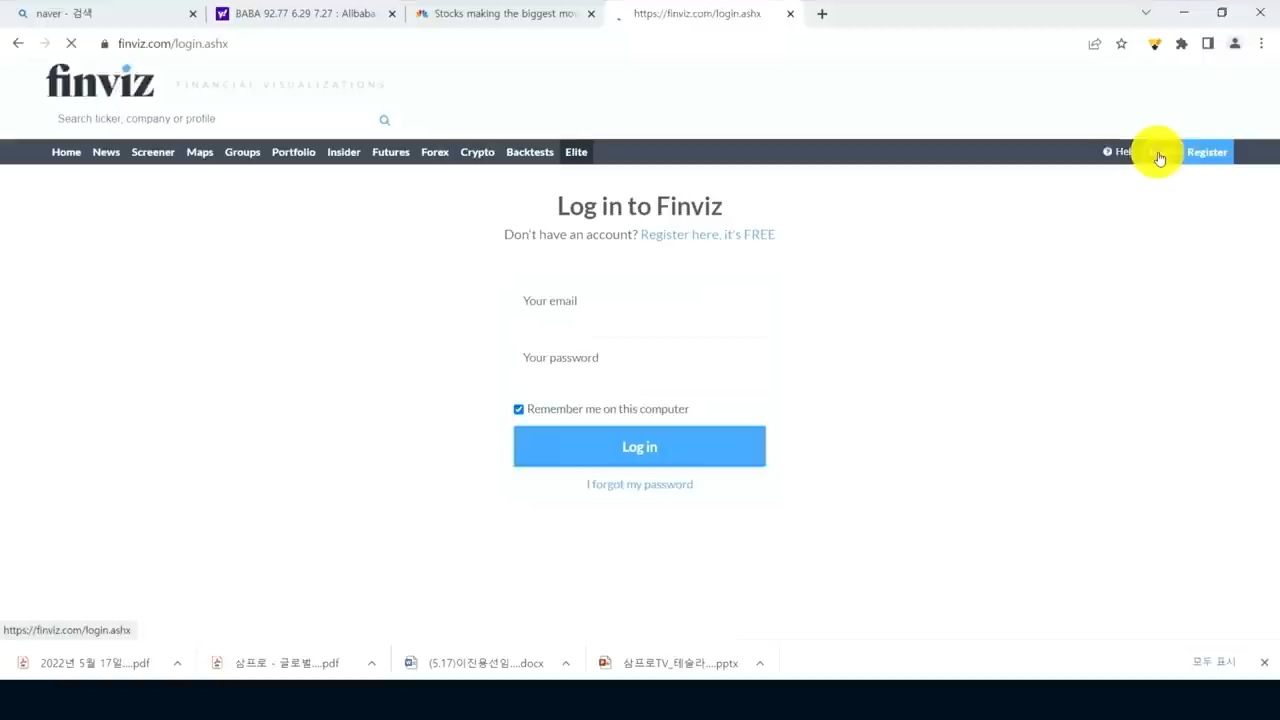 naver - 검색
BABA 92.77 6.29 7.27 : Alibaba
Stocks making the biggest mov
https://finviz.com/login.ashx
finviz.com/login.ashx
finviz
FINANCIAL VISUALIZATIONS
Search ticker, company or profile
Home News Screener Maps Groups Portfolio Insider Futures Forex Crypto Backtests Elite
Register
Log in to Finviz
Don't have an account? Register here, it's FREE
Your email
Your password
Remember me on this computer
Log in
I forgot my password
https://finviz.com/login.ashx
2022년 5월 17일....pdf
삼프로 - 글로벌....pdf
(5.17)이진용선임....docx
삼프로TV_테슬라....pptx
모두 표시